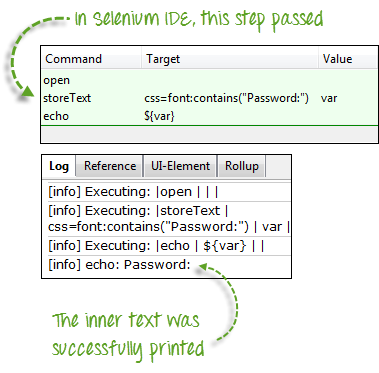 In Selenium IDE, this step passed
Command Target Value
open
storeText css=font:contains("Password:") var
echo ${var}
Log Reference UI-Element Rollup
[info] Executing: |open | | |
[info] Executing: |storeText |
css=font:contains("Password:") | var |
[info] Executing: |echo | ${var} | |
[info] echo: Password:
The inner text was
successfully printed